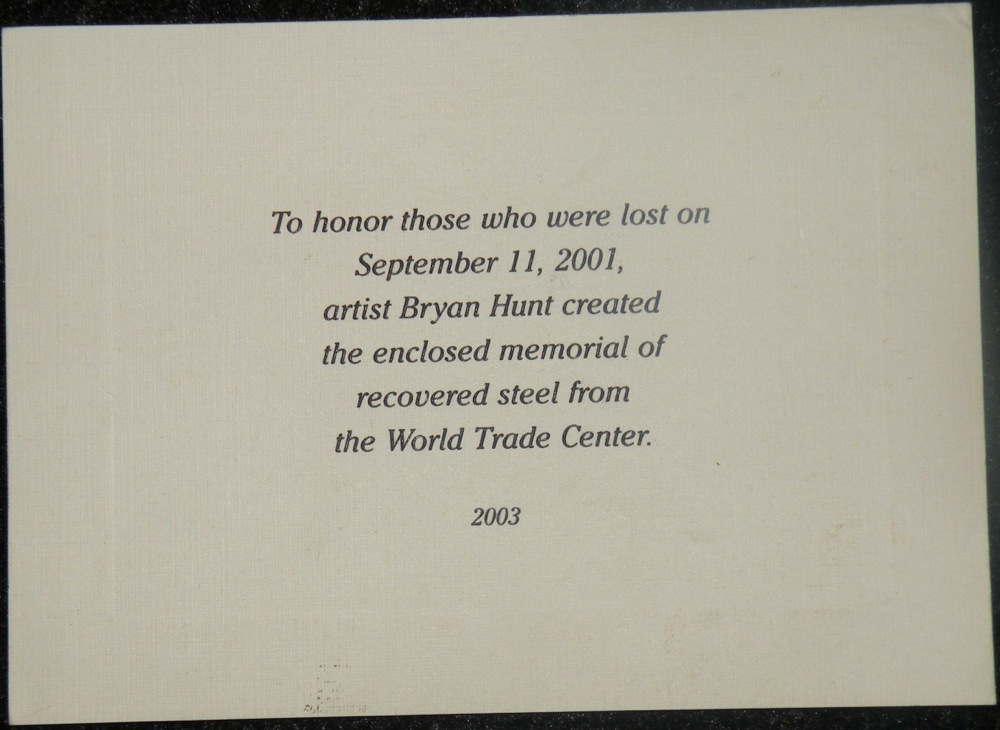 To honor those who were lost on
September 11, 2001,
artist Bryan Hunt created
the enclosed memorial of
recovered steel from
the World Trade Center.
2003